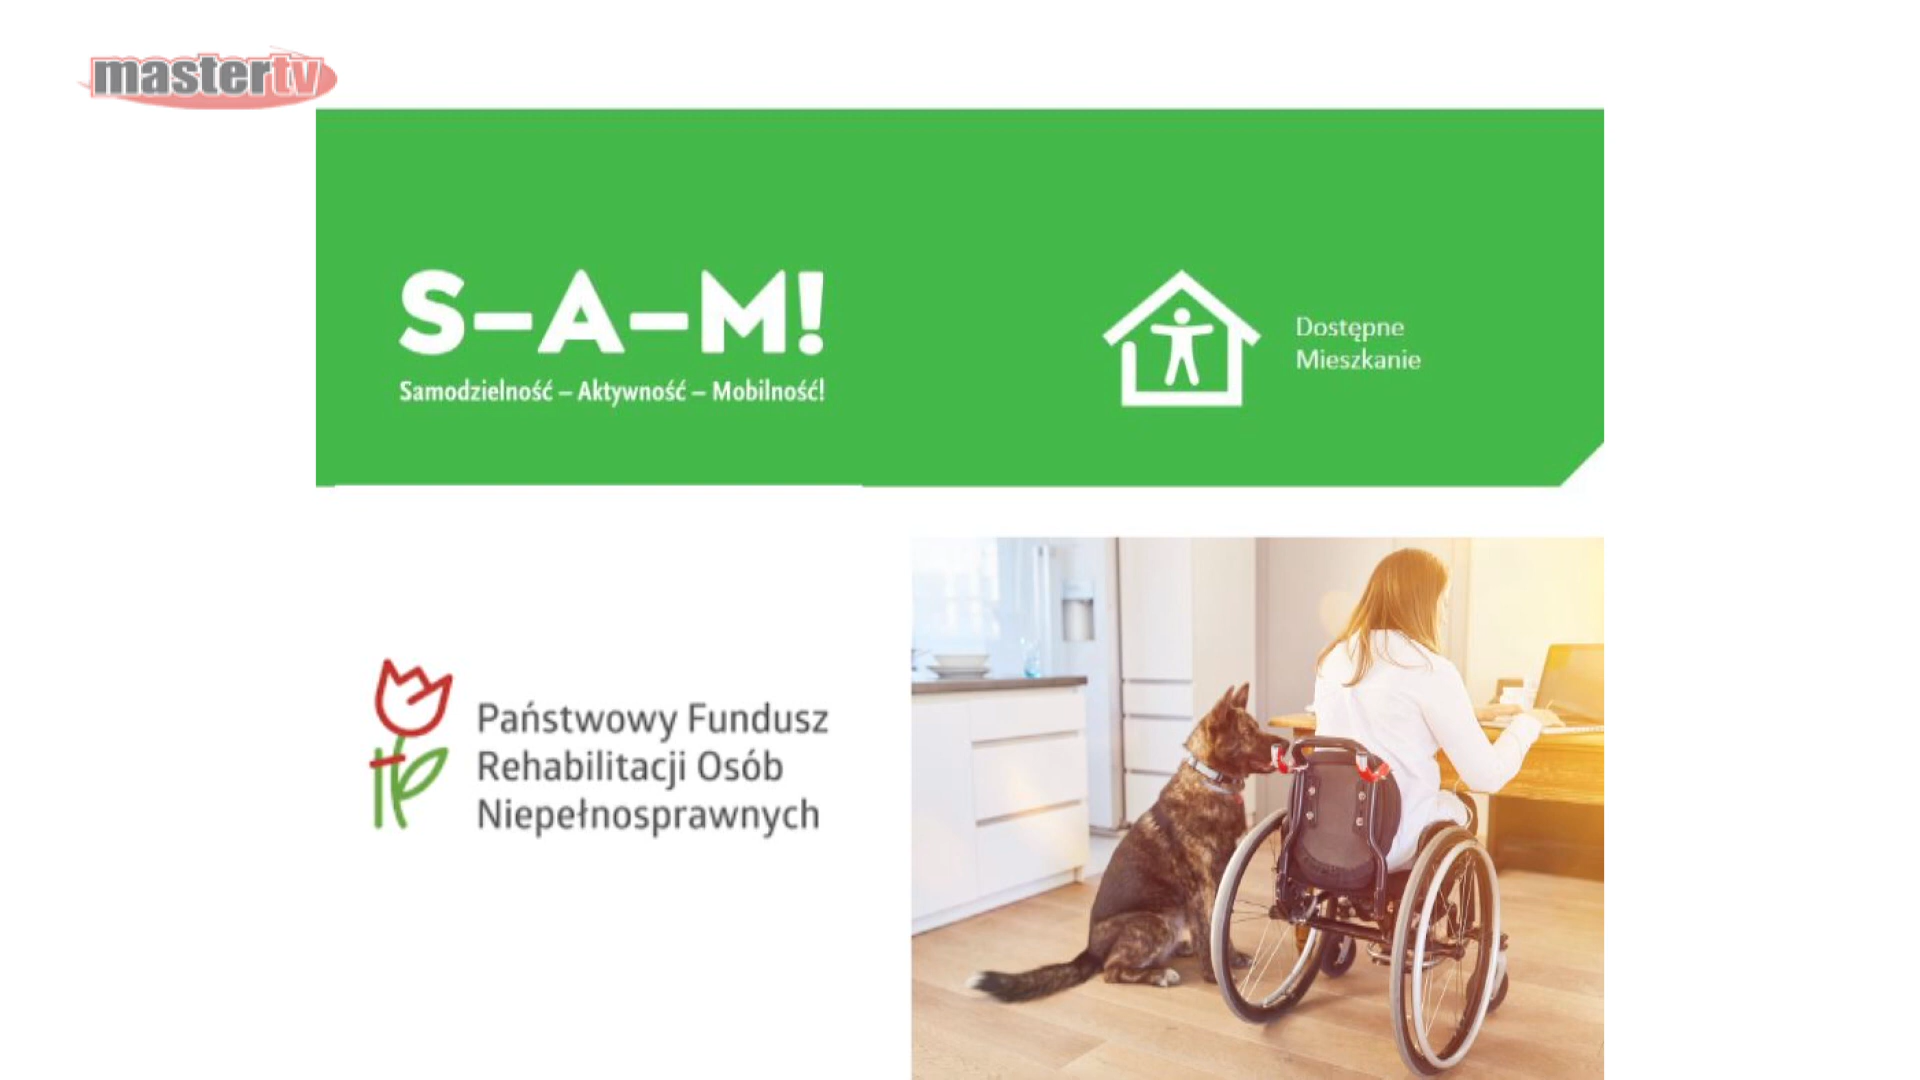 mastertv
S–A–M!
Samodzielność – Aktywność – Mobilność!
Dostępne
Mieszkanie
Państwowy Fundusz
Rehabilitacji Osób
Niepełnosprawnych